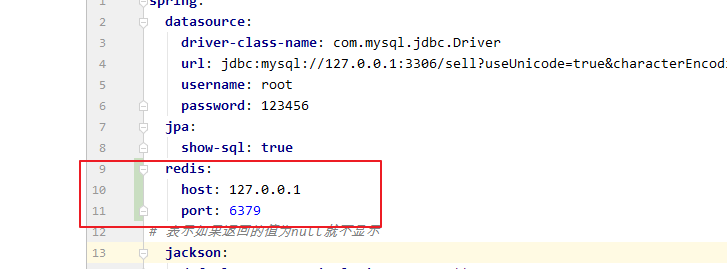 1 spring:
2 datasource:
3 driver-class-name: com.mysql.jdbc.Driver
4 url: jdbc:mysql://127.0.0.1:3306/sell?useUnicode=true&characterEncodi
5 username: root
6 password: 123456
7 jpa:
8 show-sql: true
9 redis:
10 host: 127.0.0.1
11 port: 6379
12 # 表示如果返回的值为null就不显示
13 jackson: